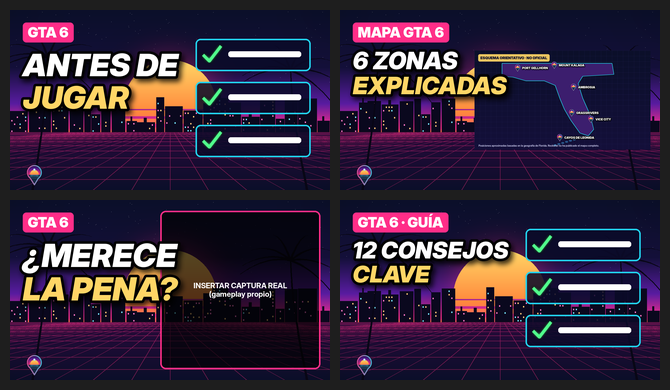 GTA 6
ANTES DE
JUGAR
MAPA GTA 6
6 ZONAS
EXPLICADAS
ESQUEMA ORIENTATIVO · NO OFICIAL
PORT GELLHORN
MOUNT KALAGA
AMBROSIA
GRASSRIVERS
VICE CITY
CAYOS DE LEONIDA
GTA 6
¿MERECE
LA PENA?
INSERTAR CAPTURA REAL
(gameplay propio)
GTA 6 · GUÍA
12 CONSEJOS
CLAVE